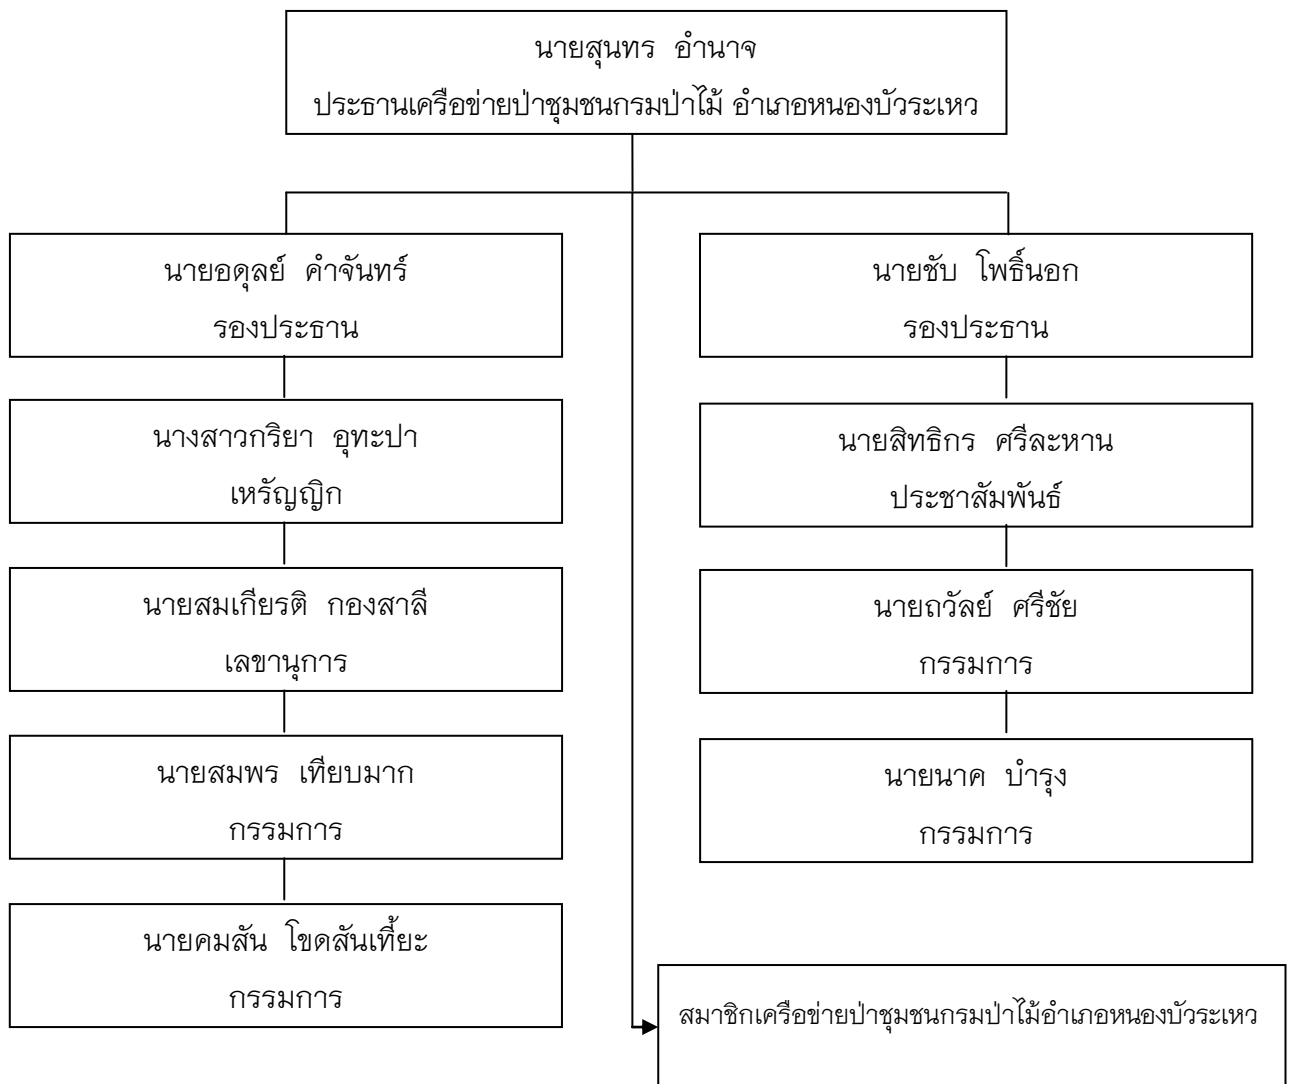 นายสุนทร อำนาจ
ประธานเครือข่ายป่าชุมชนกรมป่าไม้ อำเภอหนองบัวระเหว
นายอดุลย์ คำจันทร์
รองประธาน
นางสาวกริยา อุทะปา
เหรัญญิก
นายสมเกียรติ กองสาลี
เลขานุการ
นายสมพร เทียบมาก
กรรมการ
นายคมสัน โขดสันเที้ยะ
กรรมการ
นายชับ โพธิ์นอก
รองประธาน
นายสิทธิกร ศรีละหาน
ประชาสัมพันธ์
นายถวัลย์ ศรีชัย
กรรมการ
นายนาค บำรุง
กรรมการ
สมาชิกเครือข่ายป่าชุมชนกรมป่าไม้อำเภอหนองบัวระเหว